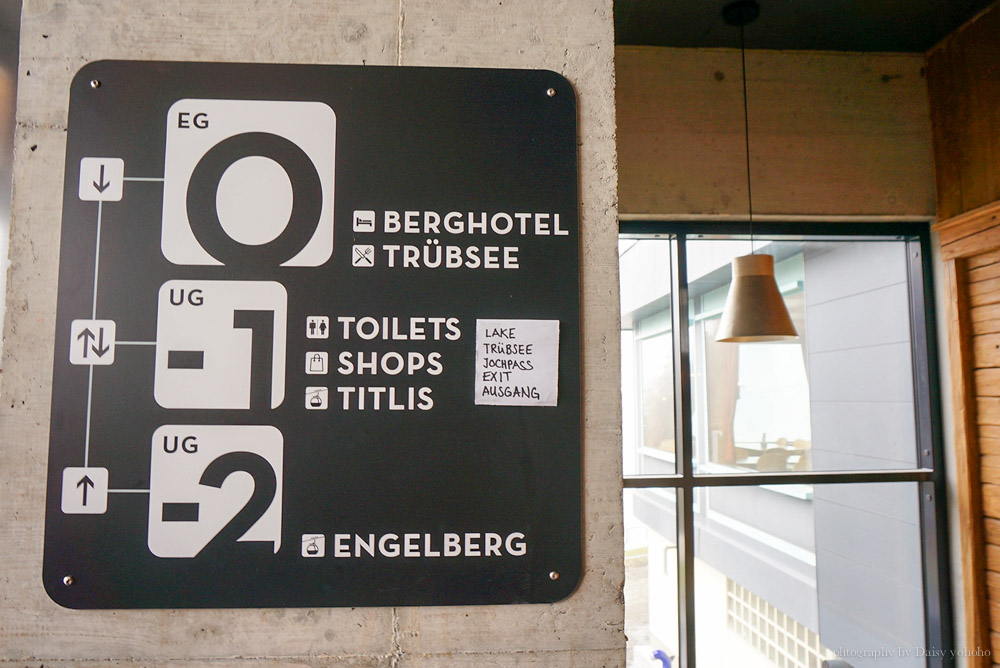 EG
0
BERGHOTEL
TRÜBSEE
UG
-1
TOILETS
SHOPS
TITLIS
LAKE
TRÜBSEE
JOCHPASS
EXIT
AUSGANG
UG
-2
ENGELBERG
photography by Daisy yohoho